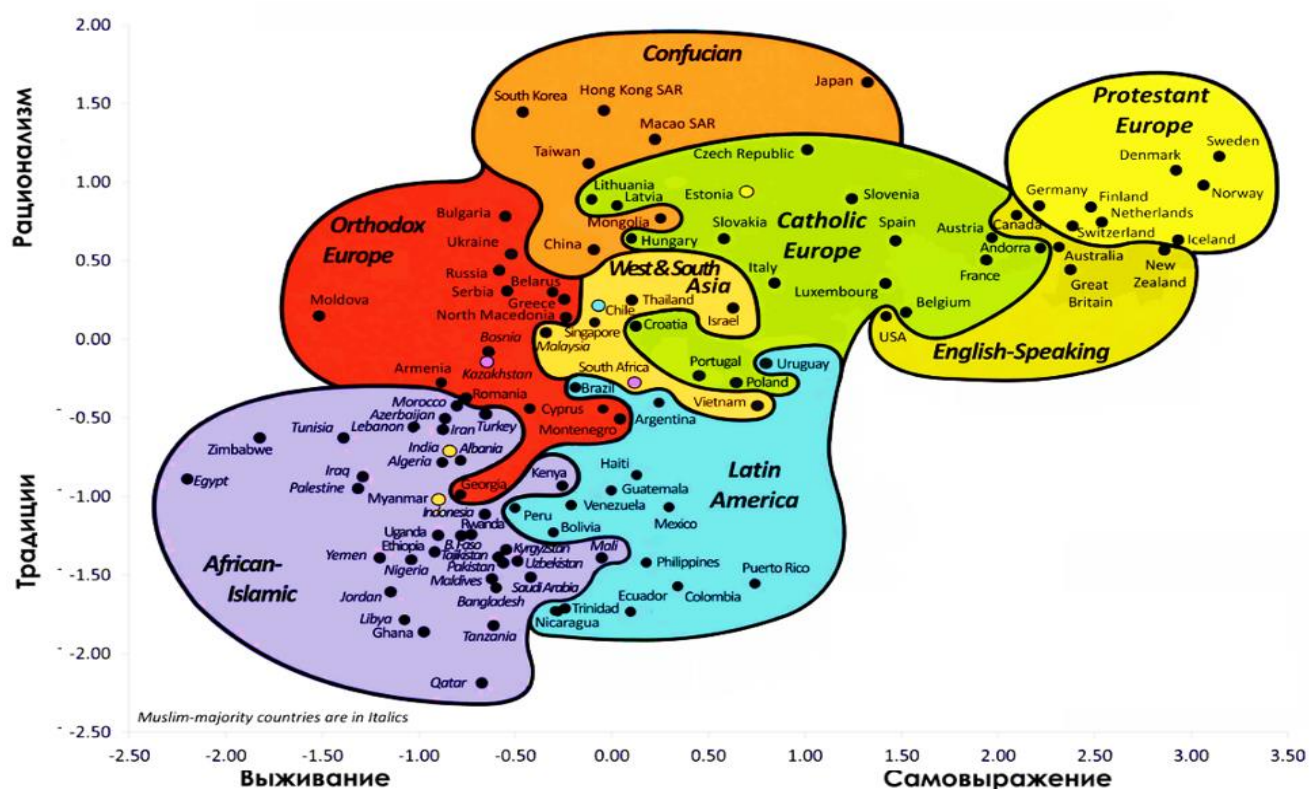 2.00
Confucian
Japan
Hong Kong SAR
South Korea
1.50
Protestant
Europe
Macao SAR
Sweden
Taiwan
Czech Republic
Denmark
1.00
Lithuania
Estonia
Slovenia
Germany
Finland
Norway
Latvia
Netherlands
Рационализм
Orthodox
Europe
Bulgaria
Mongolia
Slovakia
Catholic
Europe
Spain
Austria
Canada
Switzerland
Ukraine
China
Hungary
Andorra
Iceland
0.50
West & South
Asia
Italy
France
Australia
New
Zealand
Russia
Belarus
Great
Britain
Serbia
Greece
Thailand
Luxembourg
Moldova
North Macedonia
Chile
Israel
Belgium
Singapore
Croatia
USA
English-Speaking
0.00
Malaysia
Bosnia
Kazakhstan
South Africa
Portugal
Uruguay
Armenia
Brazil
Poland
Romania
Vietnam
- 0.50
Morocco
Azerbaijan
Cyprus
Argentina
Lebanon
Iran
Turkey
Montenegro
Tunisia
Zimbabwe
India
Albania
Algeria
Haiti
Latin
America
Iraq
Kenya
Egypt
Palestine
Georgia
Guatemala
- 1.00
Myanmar
Indonesia
Peru
Venezuela
Mexico
Традиции
Rwanda
Bolivia
Uganda
B. Faso
Ethiopia
Kyrgyzstan
Mali
Yemen
Tajikistan
Uzbekistan
Philippines
- 1.50
African-
Islamic
Nigeria
Pakistan
Puerto Rico
Maldives
Saudi Arabia
Jordan
Bangladesh
Ecuador
Colombia
Trinidad
Libya
Nicaragua
Ghana
Tanzania
- 2.00
Qatar
Muslim-majority countries are in Italics
- 2.50
-2.50 -2.00 -1.50 -1.00 -0.50 0.00 0.50 1.00 1.50 2.00 2.50 3.00 3.50
Выживание Самовыражение